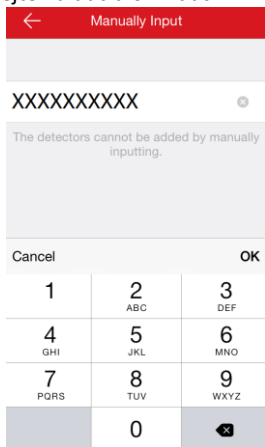 Manually Input
XXXXXXXXXX
The detectors cannot be added by manually
inputting.
Cancel OK
1 2 3
ABC DEF
4 5 6
GHI JKL MNO
7 8 9
PQRS TUV WXYZ
0